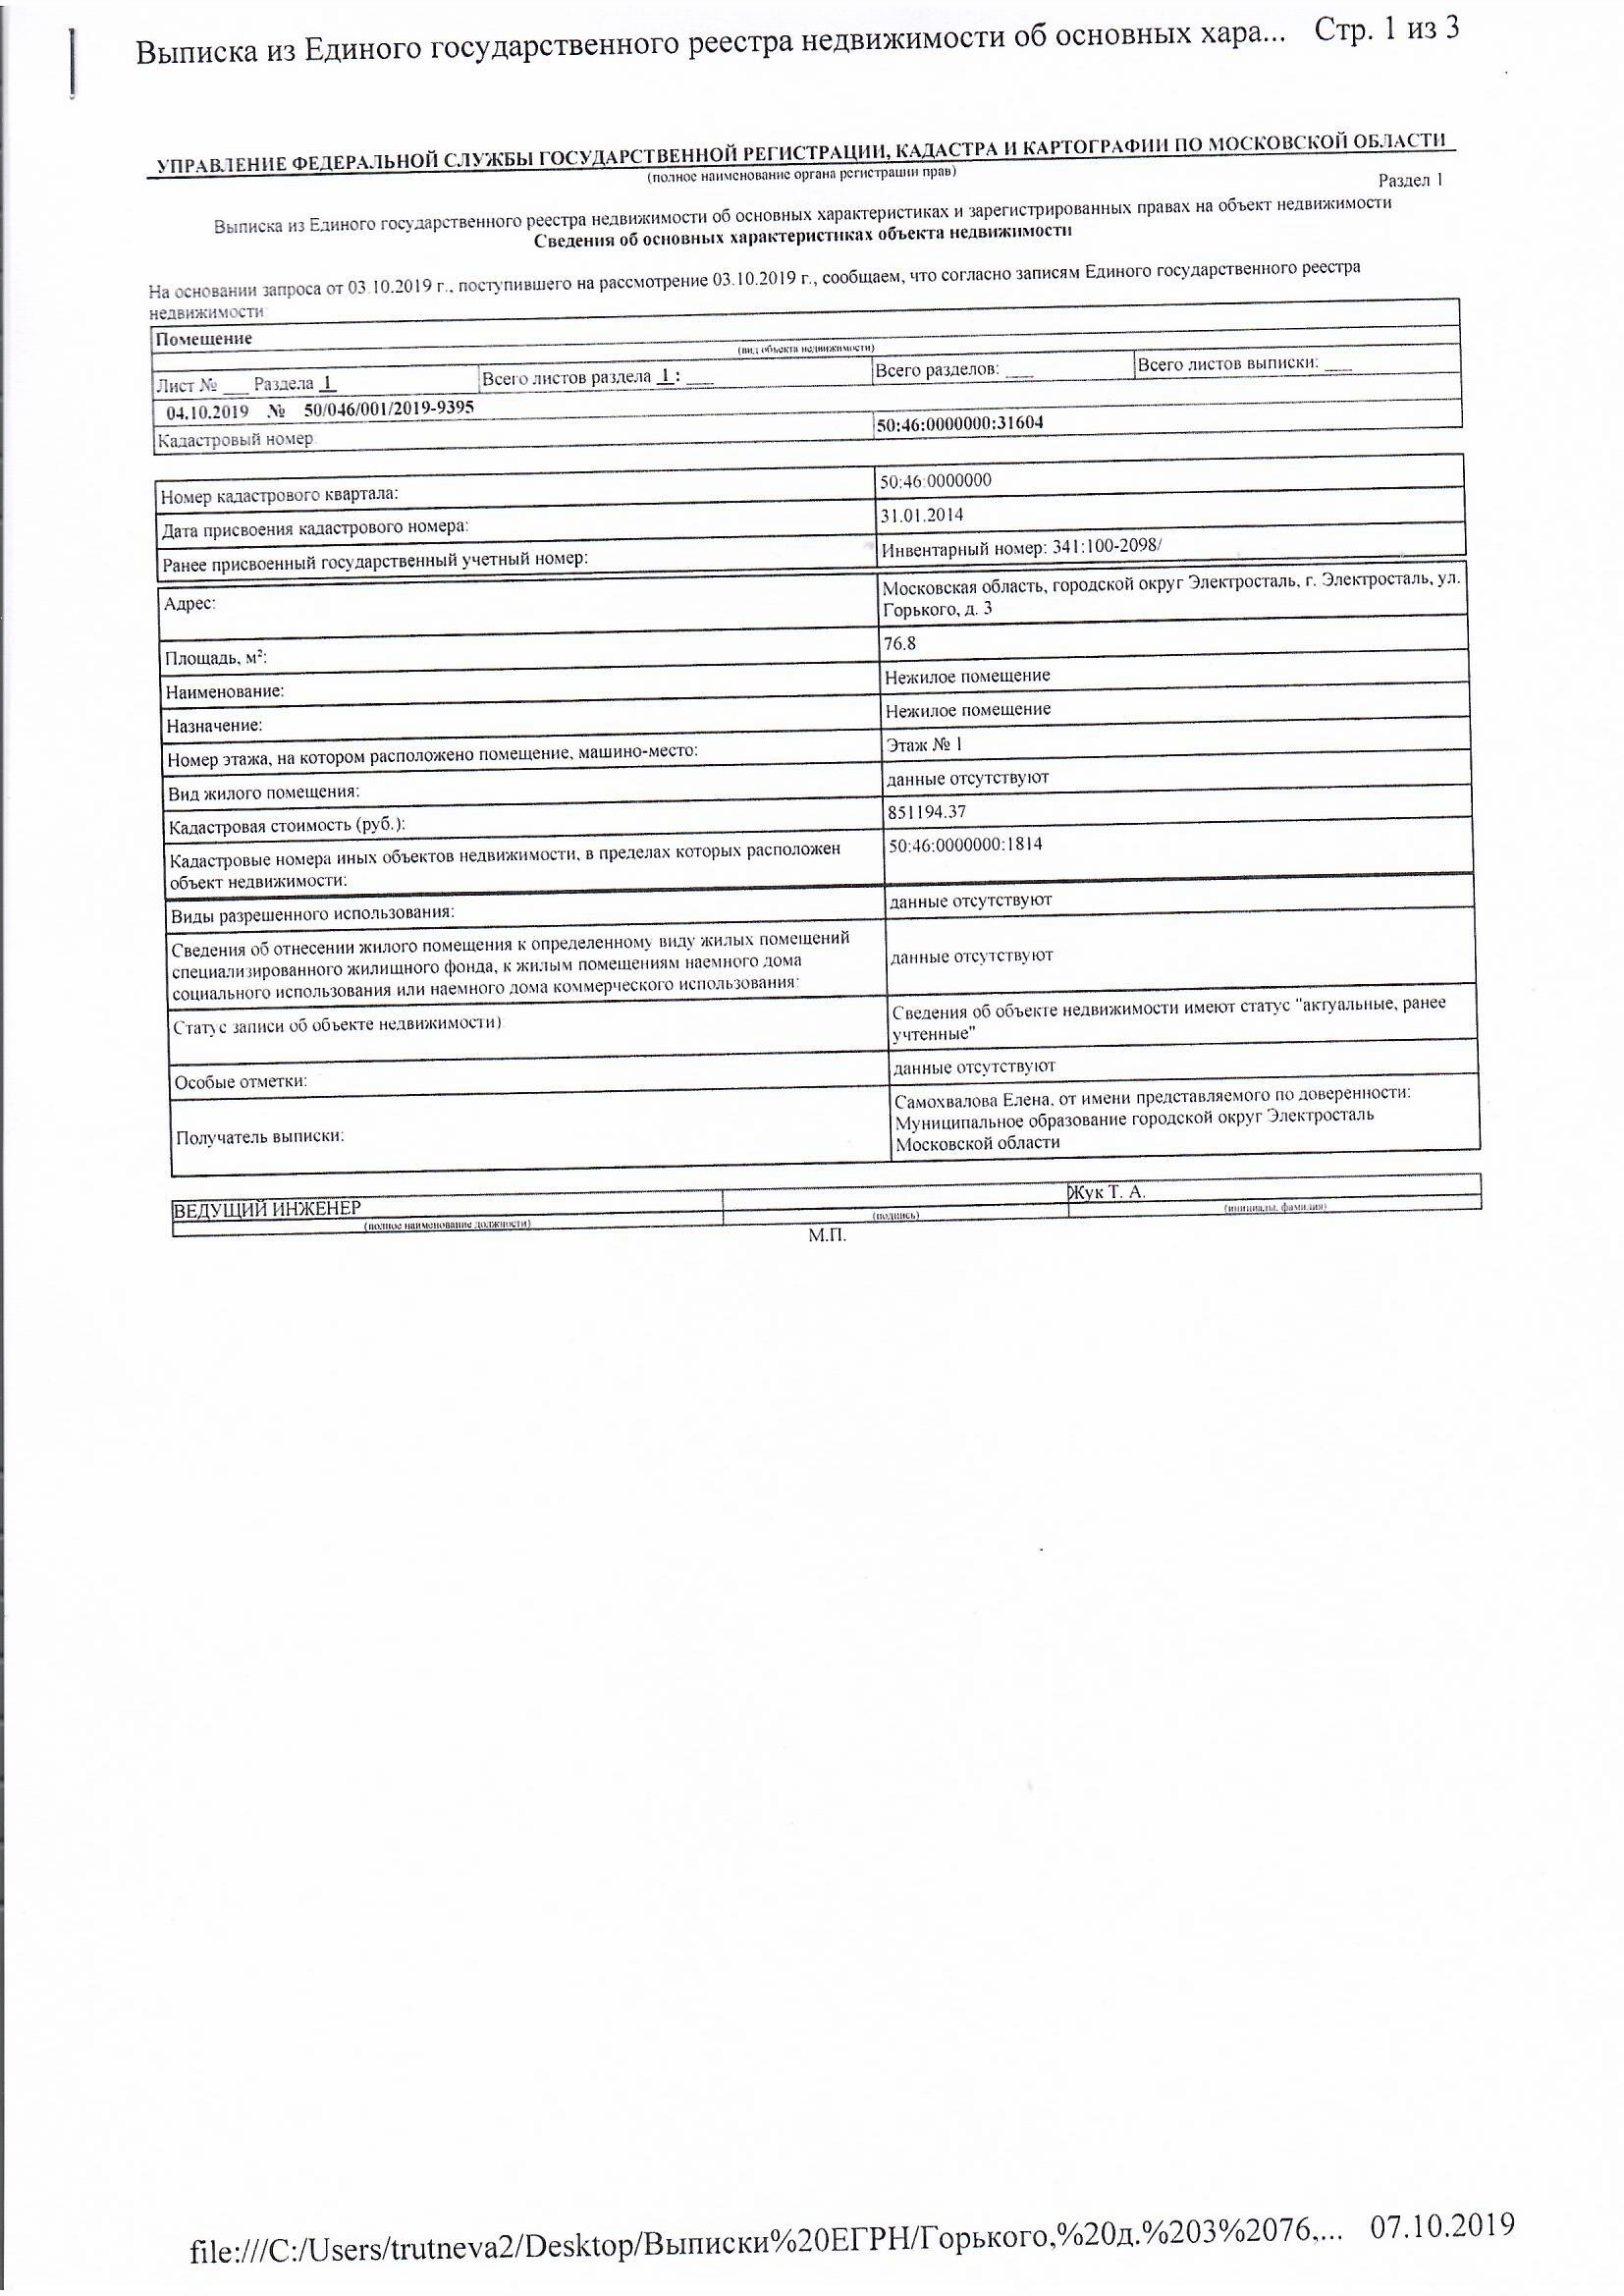 Выписка из Единого государственного реестра недвижимости об основных хара... Стр. 1 из 3
УПРАВЛЕНИЕ ФЕДЕРАЛЬНОЙ СЛУЖБЫ ГОСУДАРСТВЕННОЙ РЕГИСТРАЦИИ, КАДАСТРА И КАРТОГРАФИИ ПО МОСКОВСКОЙ ОБЛАСТИ
(полное наименование органа регистрации прав)
Раздел 1
Выписка из Единого государственного реестра недвижимости об основных характеристиках и зарегистрированных правах на объект недвижимости
Сведения об основных характеристиках объекта недвижимости
На основании запроса от 03.10.2019 г., поступившего на рассмотрение 03.10.2019 г., сообщаем, что согласно записям Единого государственного реестра
недвижимости
Помещение
(вид объекта недвижимости)
Лист № ___ Раздела 1 Всего листов раздела 1 : ___ Всего разделов: ___ Всего листов выписки: ___
04.10.2019 № 50/046/001/2019-9395
Кадастровый номер 50:46:0000000:31604
Номер кадастрового квартала: 50:46:0000000
Дата присвоения кадастрового номера: 31.01.2014
Ранее присвоенный государственный учетный номер: Инвентарный номер: 341:100-2098/
Адрес: Московская область, городской округ Электросталь, г. Электросталь, ул.
Горького, д. 3
Площадь, м²: 76.8
Наименование: Нежилое помещение
Назначение: Нежилое помещение
Номер этажа, на котором расположено помещение, машино-место: Этаж № 1
Вид жилого помещения: данные отсутствуют
Кадастровая стоимость (руб.): 851194.37
Кадастровые номера иных объектов недвижимости, в пределах которых расположен 50:46:0000000:1814
объект недвижимости:
Виды разрешенного использования: данные отсутствуют
Сведения об отнесении жилого помещения к определенному виду жилых помещений
специализированного жилищного фонда, к жилым помещениям наемного дома данные отсутствуют
социального использования или наемного дома коммерческого использования:
Статус записи об объекте недвижимости) Сведения об объекте недвижимости имеют статус "актуальные, ранее
учтенные"
Особые отметки: данные отсутствуют
Получатель выписки: Самохвалова Елена, от имени представляемого по доверенности:
Муниципальное образование городской округ Электросталь
Московской области
ВЕДУЩИЙ ИНЖЕНЕР Жук Т. А.
(полное наименование должности) (подпись) (инициалы, фамилия)
М.П.
file:///C:/Users/trutneva2/Desktop/Выписки%20ЕГРН/Горького,%20д.%203%2076,... 07.10.2019